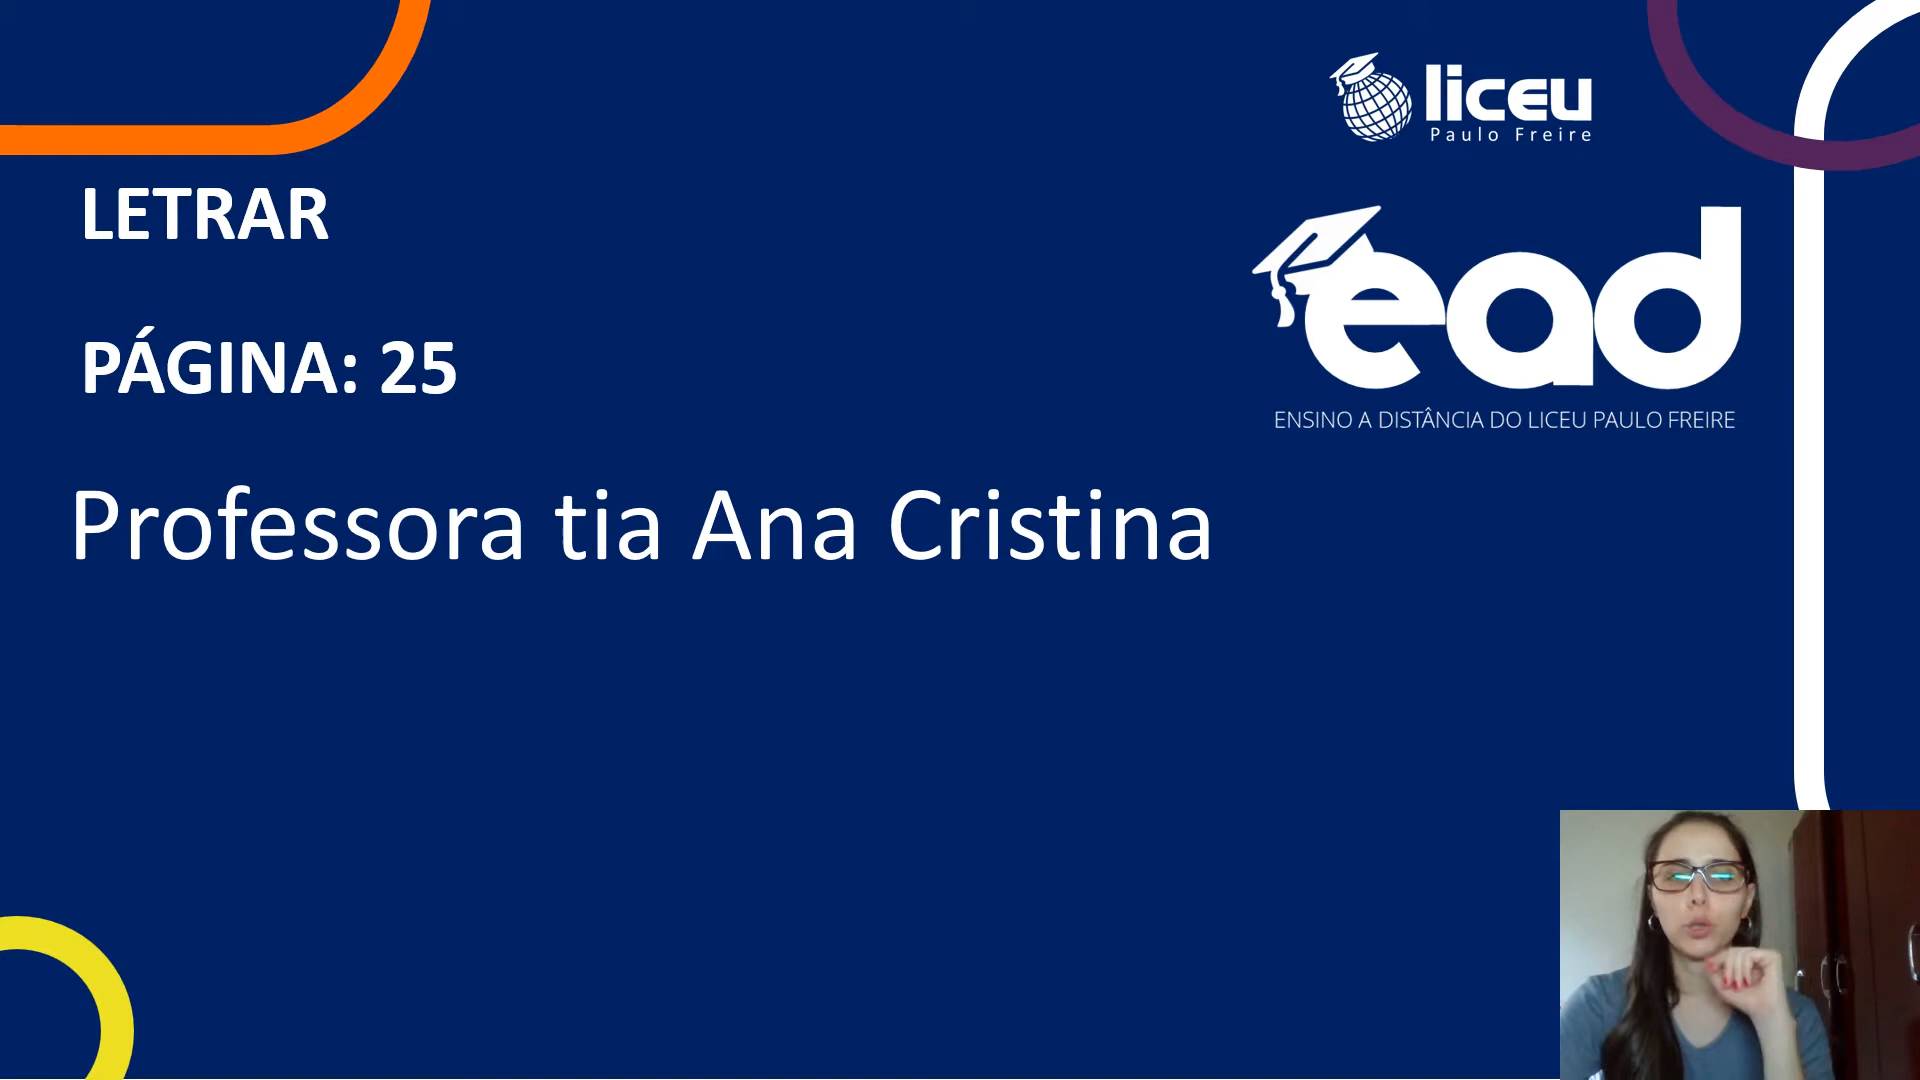 liceu
Paulo Freire
LETRAR
ead
PÁGINA: 25
ENSINO A DISTÂNCIA DO LICEU PAULO FREIRE
Professora tia Ana Cristina